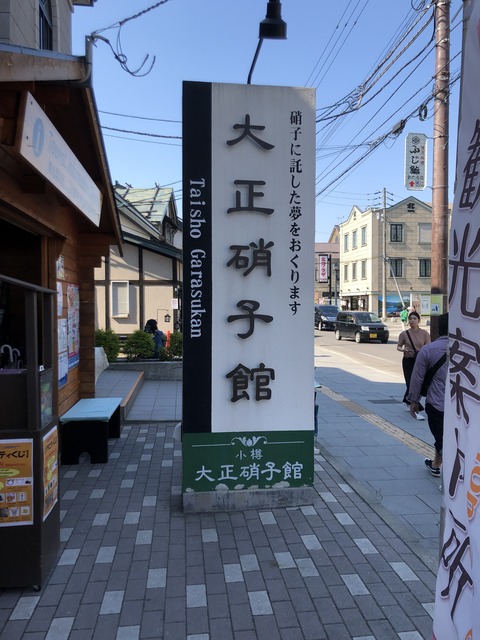 硝子に託した夢をおくります
大正硝子館
Taisho Garasukan
小樽
大正硝子館
ふじ鮨
観光案内所